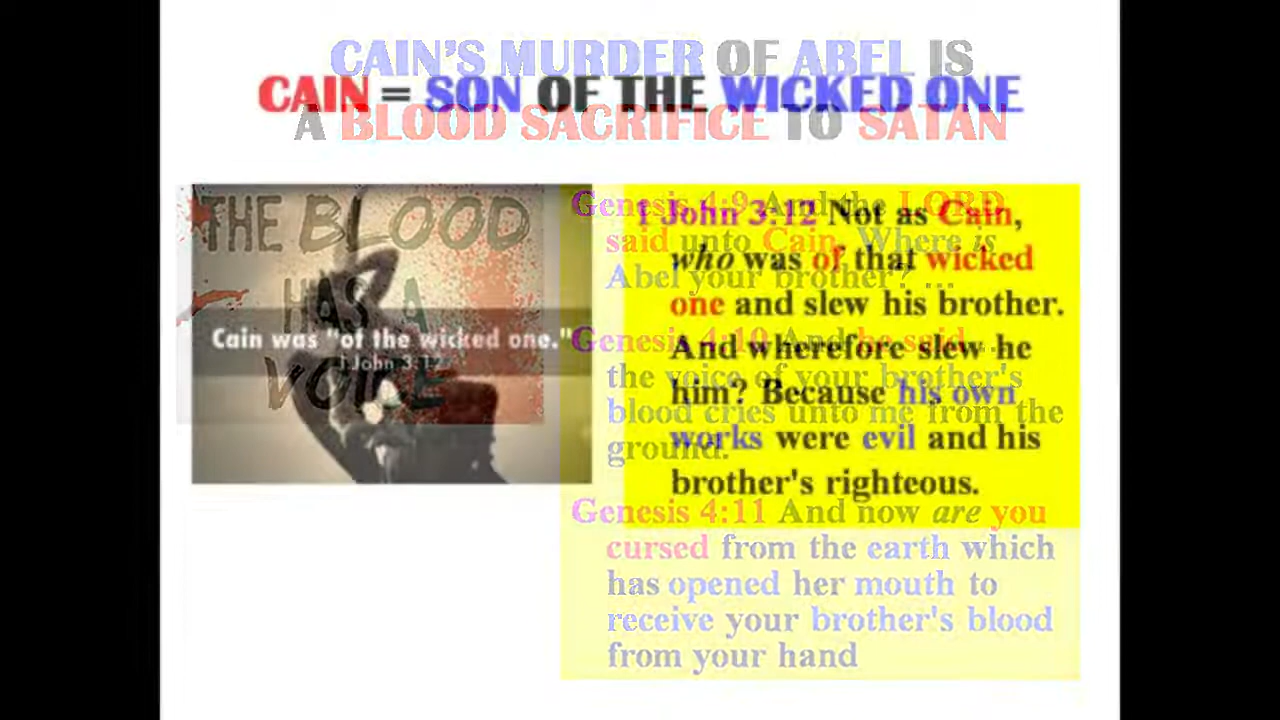 CAIN'S MURDER OF ABEL IS
CAIN = SON OF THE WICKED ONE
A BLOOD SACRIFICE TO SATAN
THE BLOOD
HAS A
VOICE
Cain was "of the wicked one."
1 John 3:12
1 John 3:12 Not as Cain,
who was of that wicked
one and slew his brother.
And wherefore slew he
him? Because his own
works were evil and his
brother's righteous.
Genesis 4:9 And the LORD
said unto Cain, Where is
Abel your brother? ...
Genesis 4:10 And he said ...
the voice of your brother's
blood cries unto me from the
ground.
Genesis 4:11 And now are you
cursed from the earth which
has opened her mouth to
receive your brother's blood
from your hand